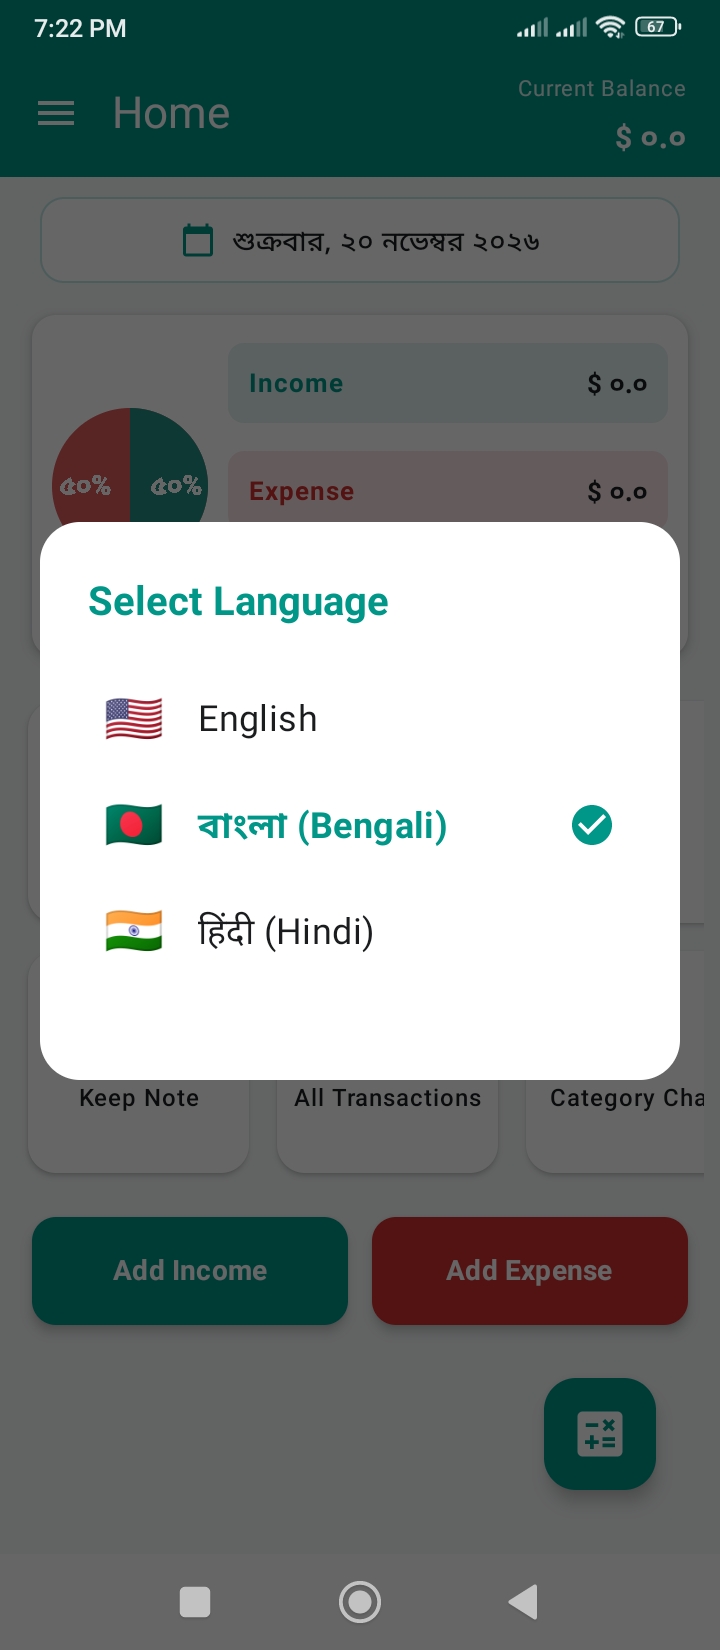 7:22 PM
67
Home
Current Balance
$ ০.০
শুক্রবার, ২০ নভেম্বর ২০২৬
Income
$ ০.০
৫০%
৫০%
Expense
$ ০.০
Select Language
English
বাংলা (Bengali)
हिंदी (Hindi)
Keep Note
All Transactions
Category Cha
Add Income
Add Expense